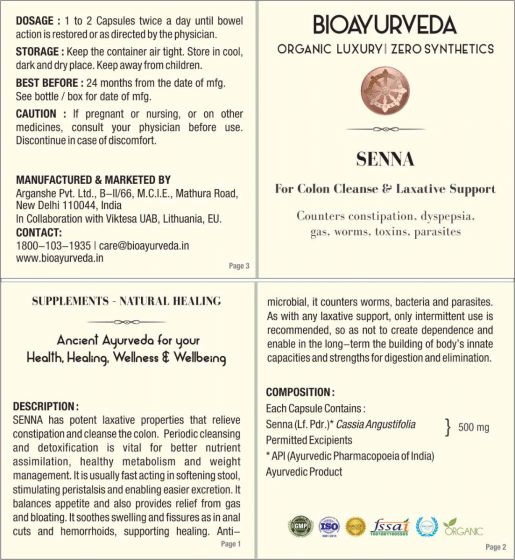 DOSAGE : 1 to 2 Capsules twice a day until bowel
action is restored or as directed by the physician.
STORAGE : Keep the container air tight. Store in cool,
dark and dry place. Keep away from children.
BEST BEFORE : 24 months from the date of mfg.
See bottle / box for date of mfg.
CAUTION : If pregnant or nursing, or on other
medicines, consult your physician before use.
Discontinue in case of discomfort.
MANUFACTURED & MARKETED BY
Arganshe Pvt. Ltd., B–II/66, M.C.I.E., Mathura Road,
New Delhi 110044, India
In Collaboration with Viktesa UAB, Lithuania, EU.
CONTACT:
1800–103–1935 | care@bioayurveda.in
www.bioayurveda.in
Page 3
BIOAYURVEDA
ORGANIC LUXURY | ZERO SYNTHETICS
SENNA
For Colon Cleanse & Laxative Support
Counters constipation, dyspepsia,
gas, worms, toxins, parasites
SUPPLEMENTS - NATURAL HEALING
Ancient Ayurveda for your
Health, Healing, Wellness & Wellbeing
DESCRIPTION :
SENNA has potent laxative properties that relieve
constipation and cleanse the colon. Periodic cleansing
and detoxification is vital for better nutrient
assimilation, healthy metabolism and weight
management. It is usually fast acting in softening stool,
stimulating peristalsis and enabling easier excretion. It
balances appetite and also provides relief from gas
and bloating. It soothes swelling and fissures as in anal
cuts and hemorrhoids, supporting healing. Anti–
Page 1
microbial, it counters worms, bacteria and parasites.
As with any laxative support, only intermittent use is
recommended, so as not to create dependence and
enable in the long–term the building of body's innate
capacities and strengths for digestion and elimination.
COMPOSITION :
Each Capsule Contains :
Senna (Lf. Pdr.)* Cassia Angustifolia } 500 mg
Permitted Excipients
* API (Ayurvedic Pharmacopoeia of India)
Ayurvedic Product
GMP ISO fssai ORGANIC
Page 2